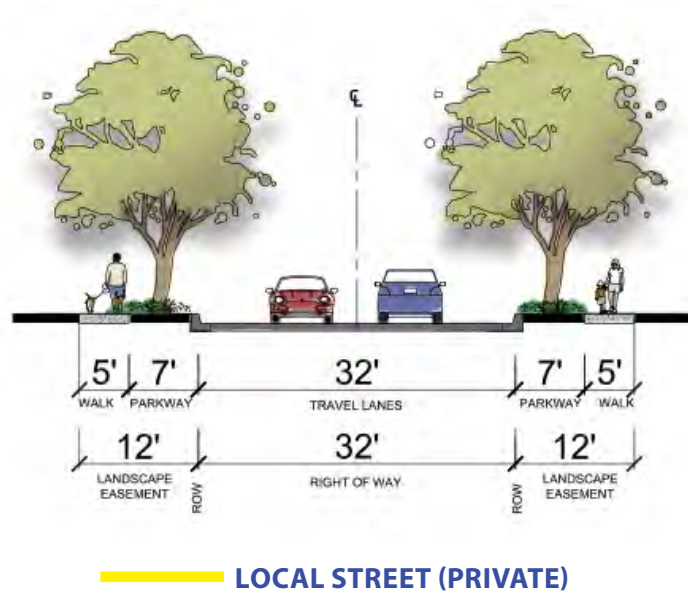 ℄
5' 7' 32' 7' 5'
WALK PARKWAY TRAVEL LANES PARKWAY WALK
12' 32' 12'
LANDSCAPE EASEMENT ROW RIGHT OF WAY ROW LANDSCAPE EASEMENT
LOCAL STREET (PRIVATE)